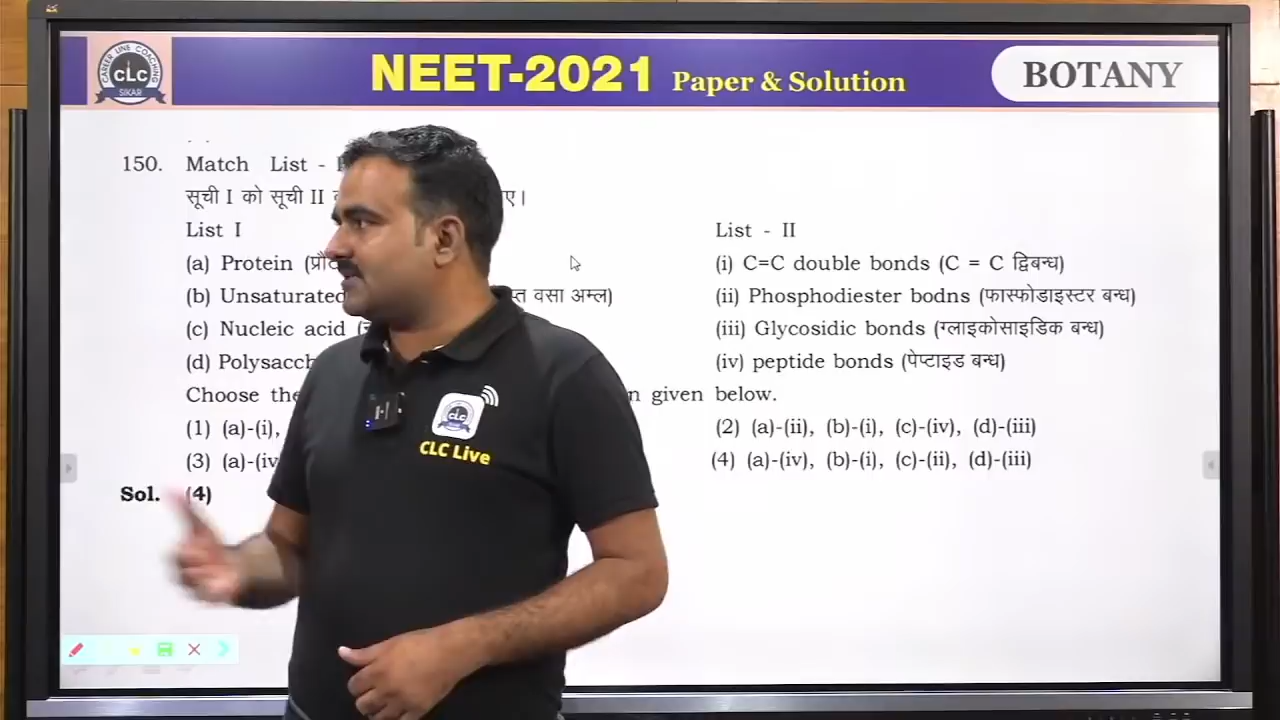 CAREER LINE COACHING
CLC
SIKAR
NEET-2021 Paper & Solution
BOTANY
150. Match List -
सूची I को सूची II
List I
List - II
(a) Protein
(i) C=C double bonds (C = C द्विबन्ध)
(b) Unsaturated वसा अम्ल)
(ii) Phosphodiester bodns (फास्फोडाइस्टर बन्ध)
(c) Nucleic acid
(iii) Glycosidic bonds (ग्लाइकोसाइडिक बन्ध)
(d)
(iv) peptide bonds (पेप्टाइड बन्ध)
Choose the given below.
(1) (a)-(i),
(2) (a)-(ii), (b)-(i), (c)-(iv), (d)-(iii)
(3) (a)-(iv
(4) (a)-(iv), (b)-(i), (c)-(ii), (d)-(iii)
Sol. (4)
CLC
CLC Live